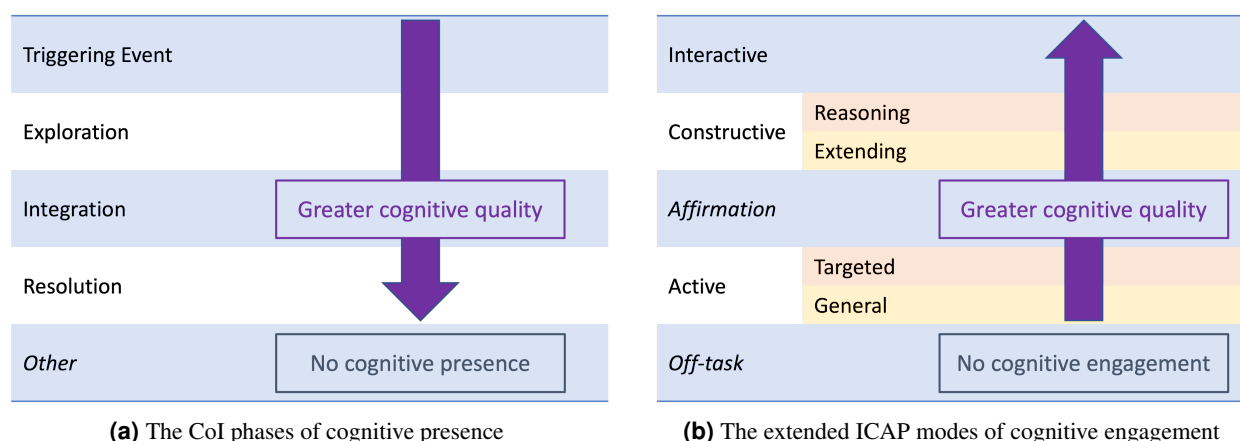 Triggering Event
Exploration
Integration
Greater cognitive quality
Resolution
Other
No cognitive presence
(a) The CoI phases of cognitive presence
Interactive
Constructive
Reasoning
Extending
Affirmation
Greater cognitive quality
Active
Targeted
General
Off-task
No cognitive engagement
(b) The extended ICAP modes of cognitive engagement